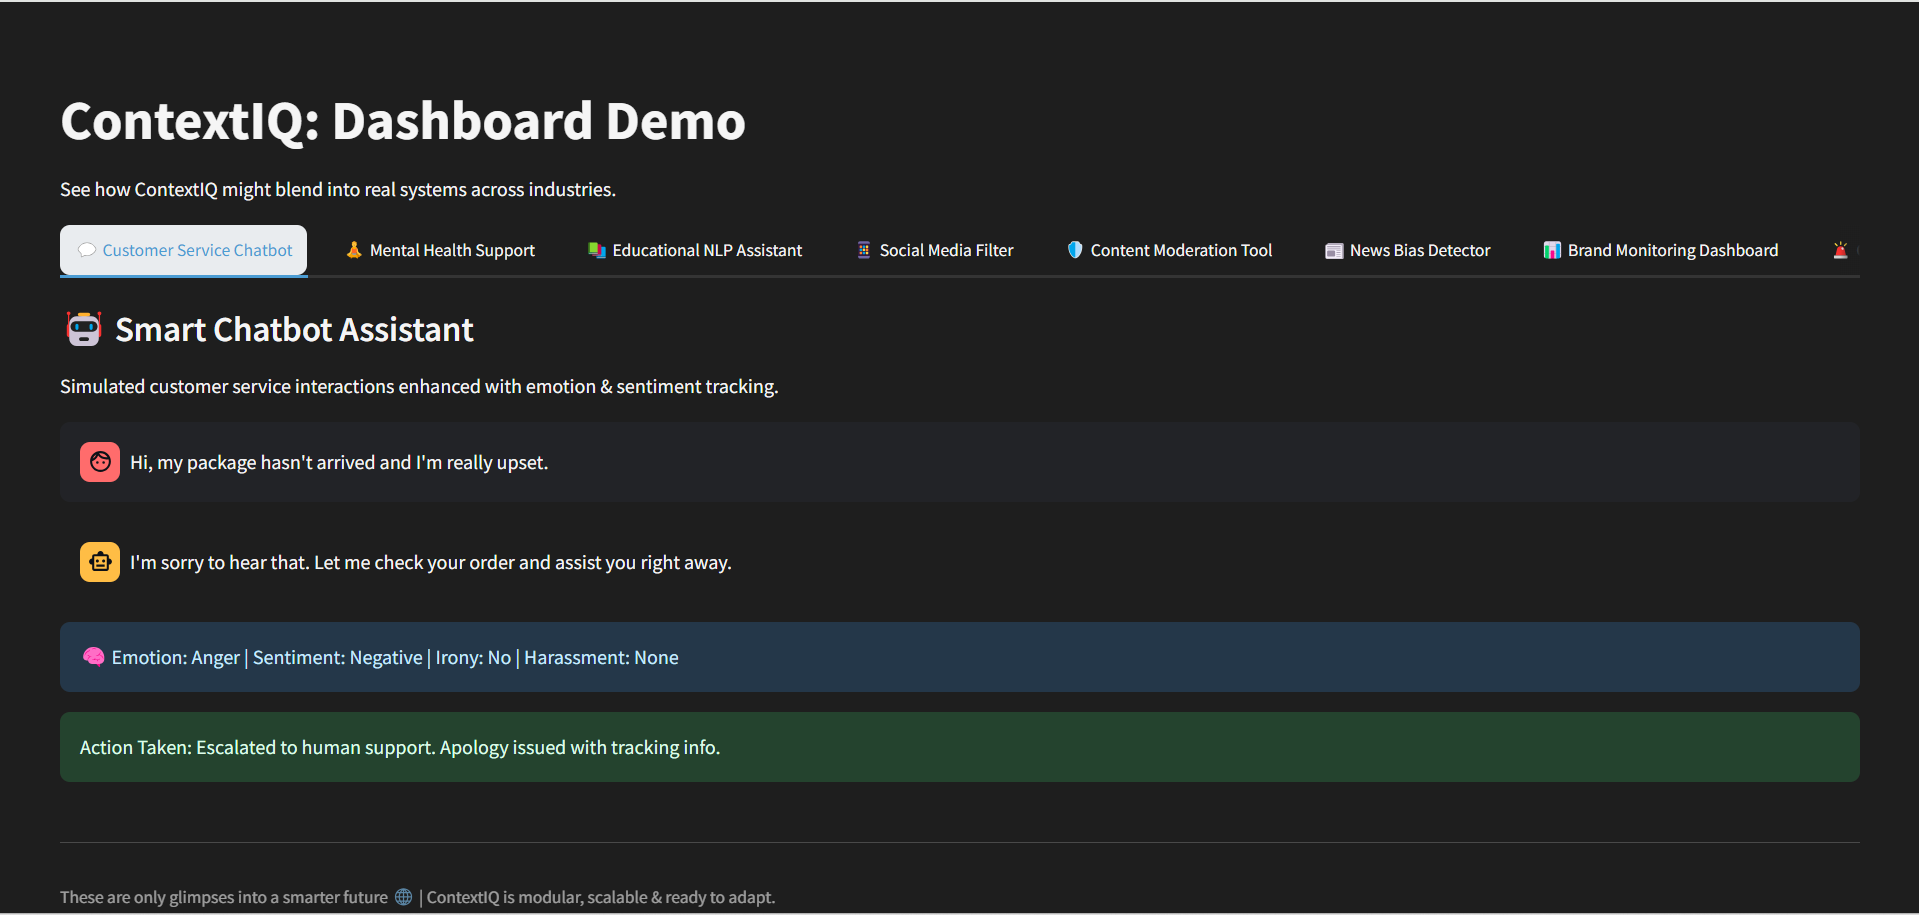 ContextIQ: Dashboard Demo
See how ContextIQ might blend into real systems across industries.
💬 Customer Service Chatbot 🧘 Mental Health Support 📚 Educational NLP Assistant 📱 Social Media Filter 🛡️ Content Moderation Tool 📰 News Bias Detector 📊 Brand Monitoring Dashboard 🚨
🤖 Smart Chatbot Assistant
Simulated customer service interactions enhanced with emotion & sentiment tracking.
Hi, my package hasn't arrived and I'm really upset.
I'm sorry to hear that. Let me check your order and assist you right away.
🧠 Emotion: Anger | Sentiment: Negative | Irony: No | Harassment: None
Action Taken: Escalated to human support. Apology issued with tracking info.
These are only glimpses into a smarter future 🌐 | ContextIQ is modular, scalable & ready to adapt.